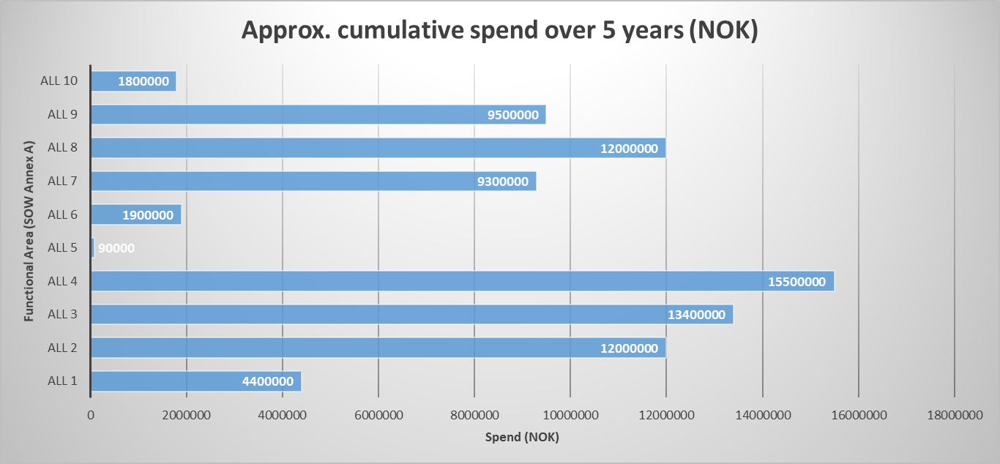 Approx. cumulative spend over 5 years (NOK)
Functional Area (SOW Annex A)
ALL 10 1800000
ALL 9 9500000
ALL 8 12000000
ALL 7 9300000
ALL 6 1900000
ALL 5 90000
ALL 4 15500000
ALL 3 13400000
ALL 2 12000000
ALL 1 4400000
0 2000000 4000000 6000000 8000000 10000000 12000000 14000000 16000000 18000000
Spend (NOK)